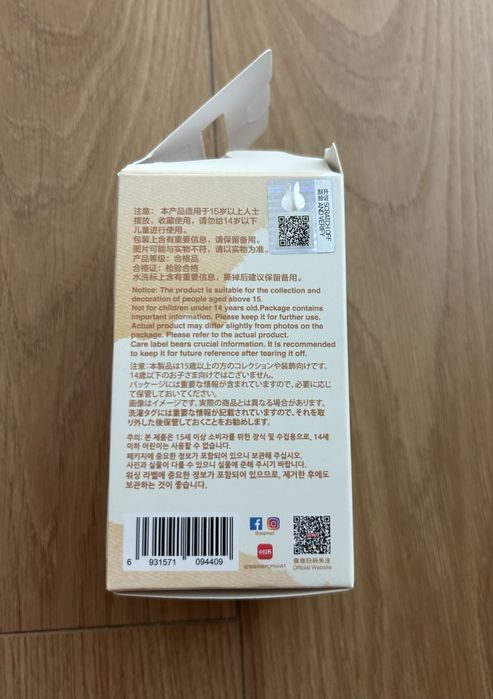 注意： 本产品适用于15岁以上人士
摆放，收藏使用，请勿给14岁以下
儿童进行使用。
包装上含有重要信息，请保留备用。
图片可能与实物不符，请以实物为准。
产品等级：合格品
合格证：检验合格
水洗标上含有重要信息，撕掉后建议保留备用。
SCRATCH OFF
AND VERIFY
Notice: The product is suitable for the collection and
decoration of people aged above 15.
Not for children under 14 years old.Package contains
important information. Please keep it for further use.
Actual product may differ slightly from photos on the
package. Please refer to the actual product.
Care label bears crucial information. It is recommended
to keep it for future reference after tearing it off.
注意:本製品は15歳以上の方のコレクションや装飾向けです。
14歳以下のお子さま向けではございません。
パッケージには重要な情報が含まれていますので、必要に応じ
て保管しておいてください。
画像はイメージです。実際の商品とは異なる場合があります。
洗濯タグには重要な情報が記載されていますので、それを取
り外した後保管しておくことをお勧めします。
주의: 본 제품은 15세 이상 소비자를 위한 장식 및 수집용으로, 14세
이하 어린이는 사용할 수 없습니다.
패키지에 중요한 정보가 포함되어 있으니 보관해 주십시오.
사진과 실물이 다를 수 있으니 실물에 준해 주시기 바랍니다.
워싱 라벨에 중요한 정보가 포함되어 있으므로, 제거한 후에도
보관하는 것이 좋습니다.
6 931571 094409
@popmart
小红书
@泡泡玛特POPMART
微信扫码关注
Official Website